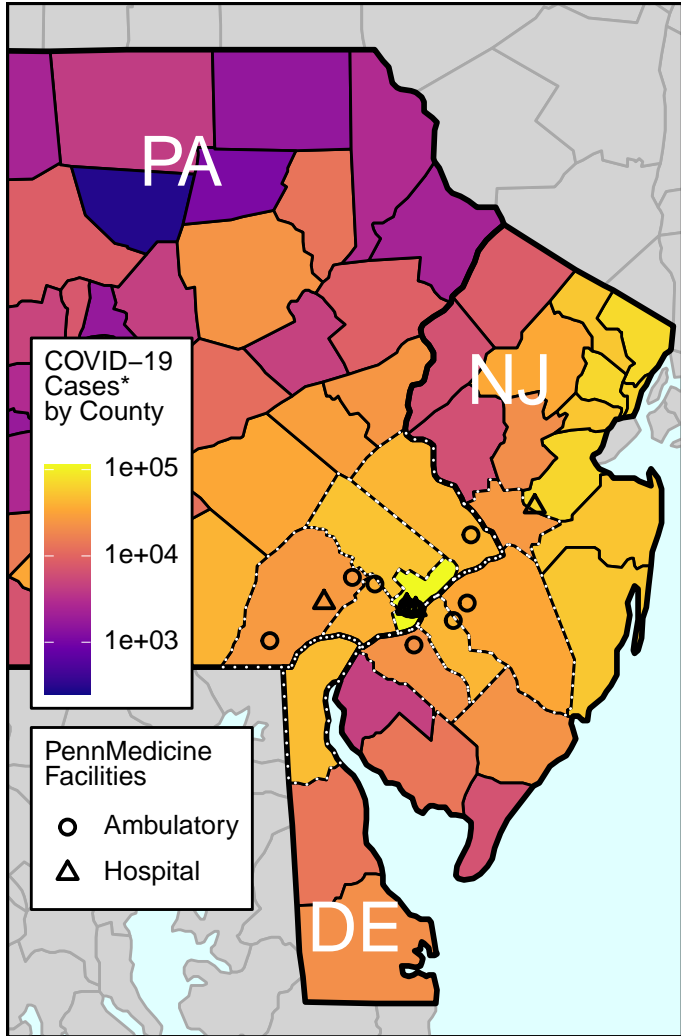 PA
NJ
COVID−19
Cases*
by County
1e+05
1e+04
1e+03
PennMedicine
Facilities
Ambulatory
Hospital
DE